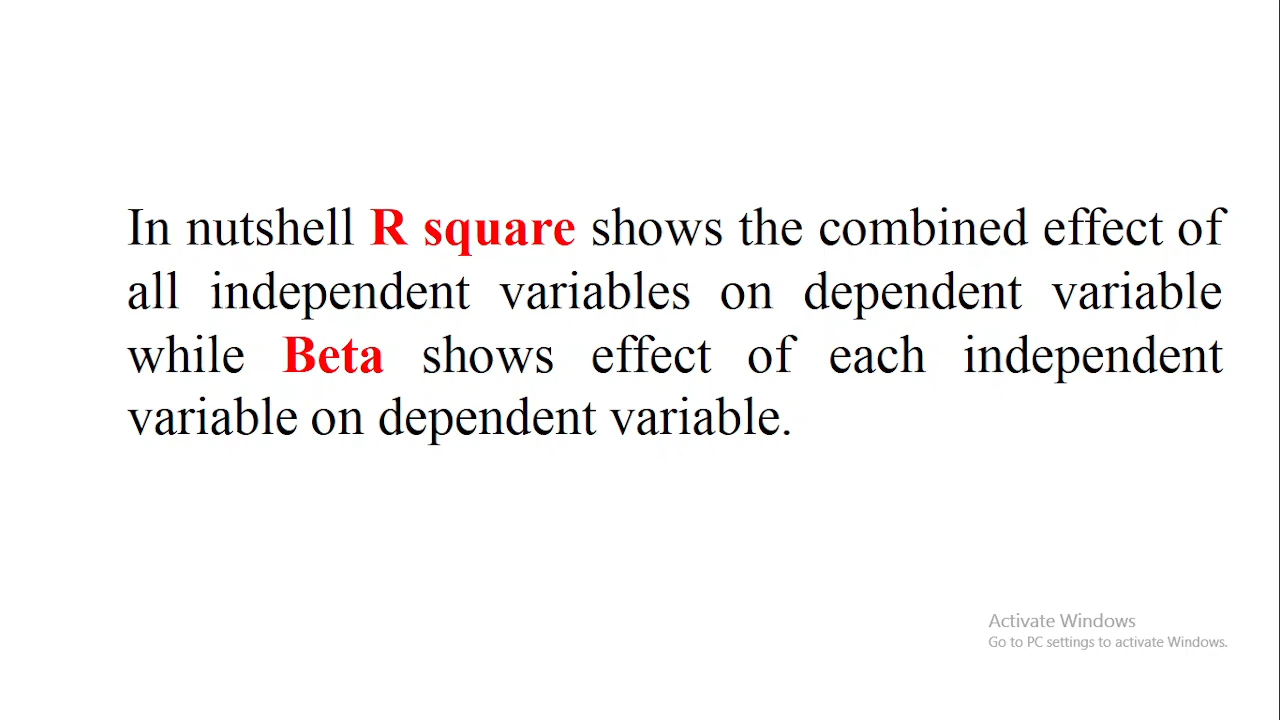 In nutshell R square shows the combined effect of
all independent variables on dependent variable
while Beta shows effect of each independent
variable on dependent variable.
Activate Windows
Go to PC settings to activate Windows.